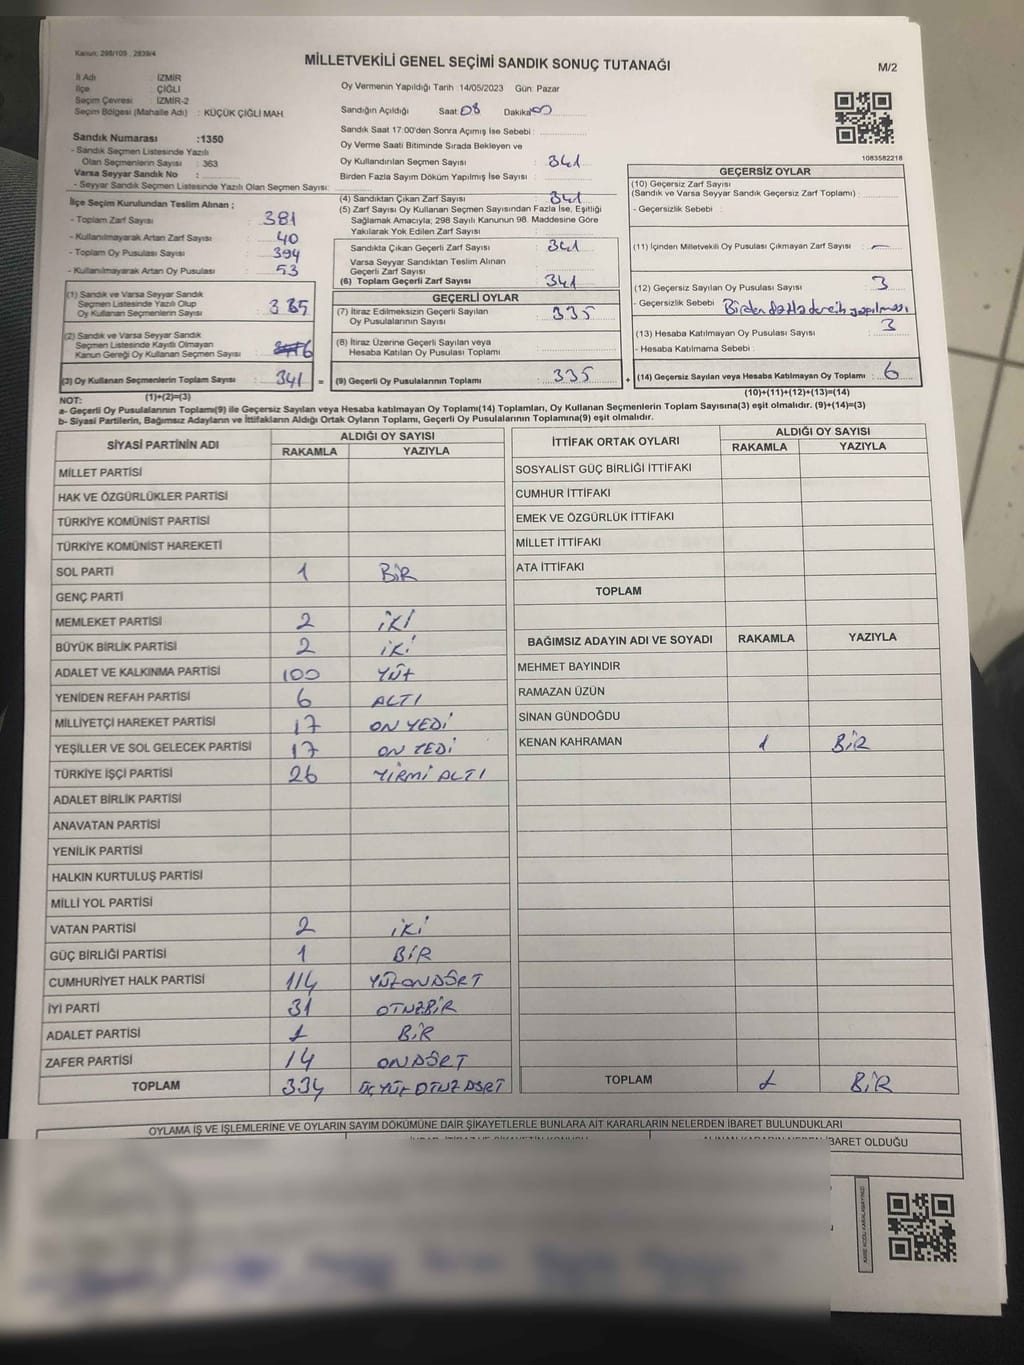 Kanun: 298/105 , 2839/4
MİLLETVEKİLİ GENEL SEÇİMİ SANDIK SONUÇ TUTANAĞI
M/2
İl Adı : İZMİR
İlçe : ÇİĞLİ
Seçim Çevresi : İZMİR-2
Seçim Bölgesi (Mahalle Adı) : KÜÇÜK ÇİĞLİ MAH
Sandık Numarası :1350
- Sandık Seçmen Listesinde Yazılı
Olan Seçmenlerin Sayısı : 363
Varsa Seyyar Sandık No :
- Seyyar Sandık Seçmen Listesinde Yazılı Olan Seçmen Sayısı:
Oy Vermenin Yapıldığı Tarih :14/05/2023 Gün: Pazar
Sandığın Açıldığı Saat: 08 Dakika: 00
Sandık Saat 17:00'den Sonra Açımış İse Sebebi :
Oy Verme Saati Bitiminde Sırada Bekleyen ve
Oy Kullandırılan Seçmen Sayısı : 341
Birden Fazla Sayım Döküm Yapılmış İse Sayısı :
1083582218
İlçe Seçim Kurulundan Teslim Alınan ;
- Toplam Zarf Sayısı : 381
- Kullanılmayarak Artan Zarf Sayısı : 40
- Toplam Oy Pusulası Sayısı : 394
- Kullanılmayarak Artan Oy Pusulası : 53
(4) Sandıktan Çıkan Zarf Sayısı : 341
(5) Zarf Sayısı Oy Kullanan Seçmen Sayısından Fazla İse, Eşitliği
Sağlamak Amacıyla; 298 Sayılı Kanunun 98. Maddesine Göre
Yakılarak Yok Edilen Zarf Sayısı :
Sandıkta Çıkan Geçerli Zarf Sayısı : 341
Varsa Seyyar Sandıktan Teslim Alınan
Geçerli Zarf Sayısı :
(6) Toplam Geçerli Zarf Sayısı : 341
GEÇERSİZ OYLAR
(10) Geçersiz Zarf Sayısı
(Sandık ve Varsa Seyyar Sandık Geçersiz Zarf Toplamı) :
- Geçersizlik Sebebi :
(11) İçinden Milletvekili Oy Pusulası Çıkmayan Zarf Sayısı : —
(12) Geçersiz Sayılan Oy Pusulası Sayısı : 3
- Geçersizlik Sebebi : Birden
(13) Hesaba Katılmayan Oy Pusulası Sayısı : 3
- Hesaba Katılmama Sebebi :
(14) Geçersiz Sayılan veya Hesaba Katılmayan Oy Toplamı : 6
(10)+(11)+(12)+(13)=(14)
(1) Sandık ve Varsa Seyyar Sandık
Seçmen Listesinde Yazılı Olup
Oy Kullanan Seçmenlerin Sayısı : 335
(2) Sandık ve Varsa Seyyar Sandık
Seçmen Listesinde Kayıtlı Olmayan
Kanun Gereği Oy Kullanan Seçmen Sayısı : 6
(3) Oy Kullanan Seçmenlerin Toplam Sayısı : 341 =
(1)+(2)=(3)
GEÇERLİ OYLAR
(7) İtiraz Edilmeksizin Geçerli Sayılan
Oy Pusulalarının Sayısı : 335
(8) İtiraz Üzerine Geçerli Sayılan veya
Hesaba Katılan Oy Pusulası Toplamı :
(9) Geçerli Oy Pusulalarının Toplamı : 335 +
NOT:
a- Geçerli Oy Pusulalarının Toplamı(9) ile Geçersiz Sayılan veya Hesaba katılmayan Oy Toplamı(14) Toplamları, Oy Kullanan Seçmenlerin Toplam Sayısına(3) eşit olmalıdır. (9)+(14)=(3)
b- Siyasi Partilerin, Bağımsız Adayların ve İttifakların Aldığı Ortak Oyların Toplamı, Geçerli Oy Pusulalarının Toplamına(9) eşit olmalıdır.
SİYASİ PARTİNİN ADI
ALDIĞI OY SAYISI
RAKAMLA YAZIYLA
MİLLET PARTİSİ
HAK VE ÖZGÜRLÜKLER PARTİSİ
TÜRKİYE KOMÜNİST PARTİSİ
TÜRKİYE KOMÜNİST HAREKETİ
SOL PARTİ 1 BİR
GENÇ PARTİ
MEMLEKET PARTİSİ 2 İKİ
BÜYÜK BİRLİK PARTİSİ 2 İKİ
ADALET VE KALKINMA PARTİSİ 100 YÜZ
YENİDEN REFAH PARTİSİ 6 ALTI
MİLLİYETÇİ HAREKET PARTİSİ 17 ON YEDİ
YEŞİLLER VE SOL GELECEK PARTİSİ 17 ON YEDİ
TÜRKİYE İŞÇİ PARTİSİ 26 YİRMİ ALTI
ADALET BİRLİK PARTİSİ
ANAVATAN PARTİSİ
YENİLİK PARTİSİ
HALKIN KURTULUŞ PARTİSİ
MİLLİ YOL PARTİSİ
VATAN PARTİSİ 2 İKİ
GÜÇ BİRLİĞİ PARTİSİ 1 BİR
CUMHURİYET HALK PARTİSİ 114 YÜZONDÖRT
İYİ PARTİ 31 OTUZBİR
ADALET PARTİSİ 1 BİR
ZAFER PARTİSİ 14 ONDÖRT
TOPLAM 334 ÜÇYÜZ OTUZ DÖRT
İTTİFAK ORTAK OYLARI
ALDIĞI OY SAYISI
RAKAMLA YAZIYLA
SOSYALİST GÜÇ BİRLİĞİ İTTİFAKI
CUMHUR İTTİFAKI
EMEK VE ÖZGÜRLÜK İTTİFAKI
MİLLET İTTİFAKI
ATA İTTİFAKI
TOPLAM
BAĞIMSIZ ADAYIN ADI VE SOYADI RAKAMLA YAZIYLA
MEHMET BAYINDIR
RAMAZAN ÜZÜN
SİNAN GÜNDOĞDU
KENAN KAHRAMAN 1 BİR
TOPLAM 1 BİR
OYLAMA İŞ VE İŞLEMLERİNE VE OYLARIN SAYIM DÖKÜMÜNE DAİR ŞİKAYETLERLE BUNLARA AİT KARARLARIN NELERDEN İBARET BULUNDUKLARI
İBARET OLDUĞU